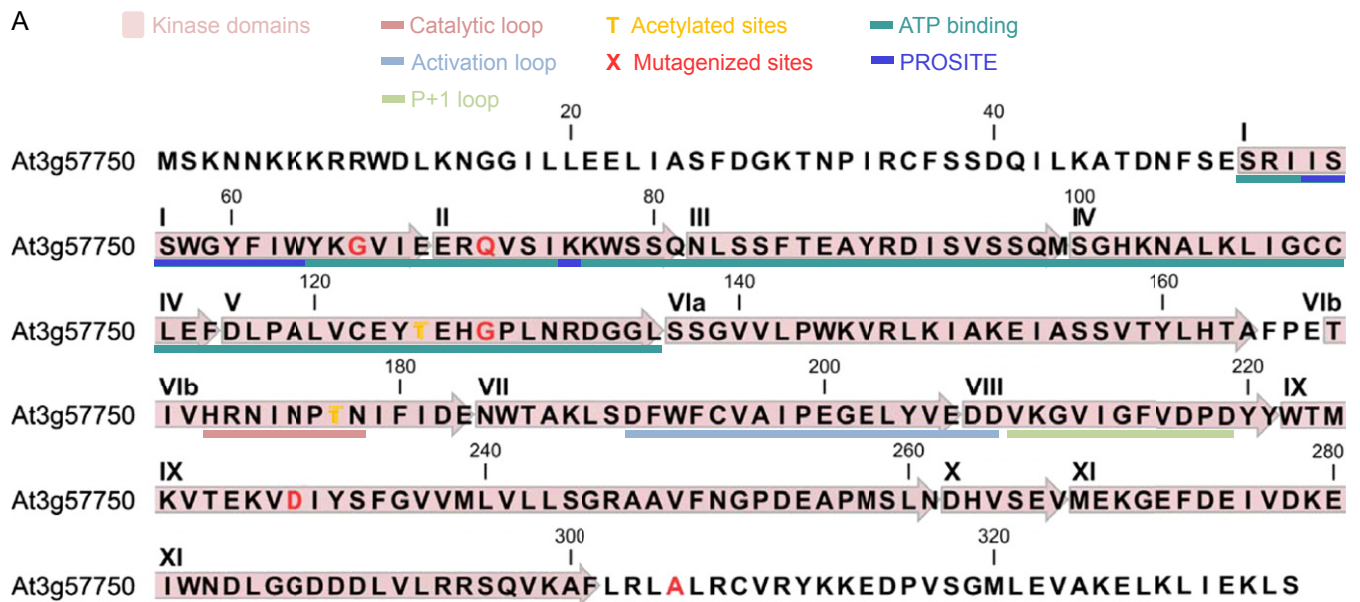 A
Kinase domains
Catalytic loop
T Acetylated sites
ATP binding
Activation loop
X Mutagenized sites
PROSITE
P+1 loop
20 40 I
At3g57750 MSKNNKKKRRWDLKNGGILLEELIASFDGKTNPIRCFSSDQILKATDNFSESRIIS
I 60 II 80 III 100 IV
At3g57750 SWGYFIWYKGVIEERQVSIKKWSSQNLSSFTEAYRDISVSSQMSGHKNALKLIGCC
IV V 120 VIa 140 160 VIb
At3g57750 LEFDLPALVCEYTEHGPLNRDGGLSSGVVLPWKVRLKIAKEIASSVTYLHTAFPET
VIb 180 VII 200 VIII 220 IX
At3g57750 IVHRNINPTNIFIDENWTAKLSDFWFCVAIPEGELYVEDDVKGVIGFVDPDYYWTM
IX 240 260 X XI 280
At3g57750 KVTEKVDIYSFGVVMLVLLSGRAAVFNGPDEAPMSLNDHVSEVMEKGEFDEIVDKE
XI 300 320
At3g57750 IWNDLGGDDDLVLRRSQVKAFLRLALRCVRYKKEDPVSGMLEVAKELKLIEKLS